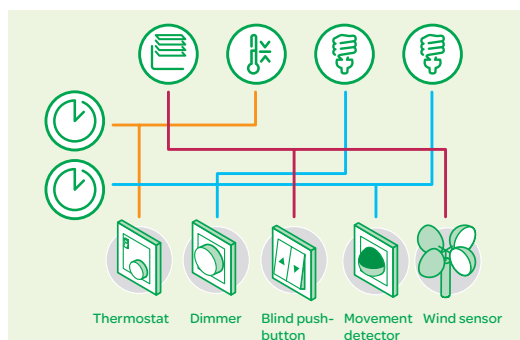 Thermostat
Dimmer
Blind push-
button
Movement
detector
Wind sensor